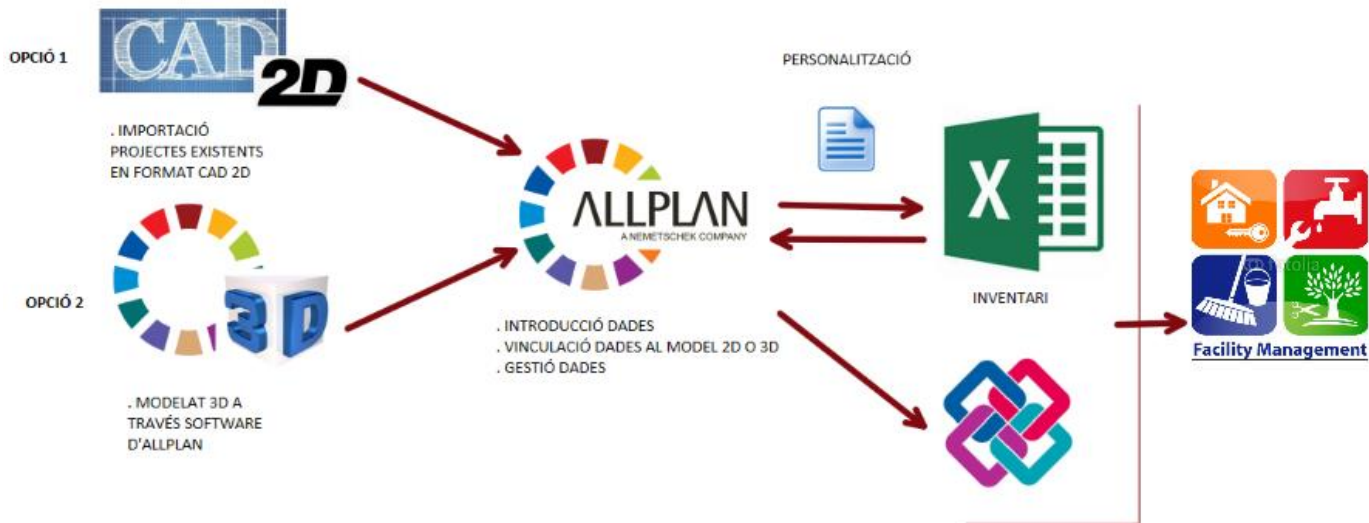 OPCIÓ 1
CAD
2D
. IMPORTACIÓ
PROJECTES EXISTENTS
EN FORMAT CAD 2D
OPCIÓ 2
3D
. MODELAT 3D A
TRAVÉS SOFTWARE
D'ALLPLAN
ALLPLAN
A NEMETSCHEK COMPANY
. INTRODUCCIÓ DADES
. VINCULACIÓ DADES AL MODEL 2D O 3D
. GESTIÓ DADES
PERSONALITZACIÓ
X
INVENTARI
fotolia
Facility Management